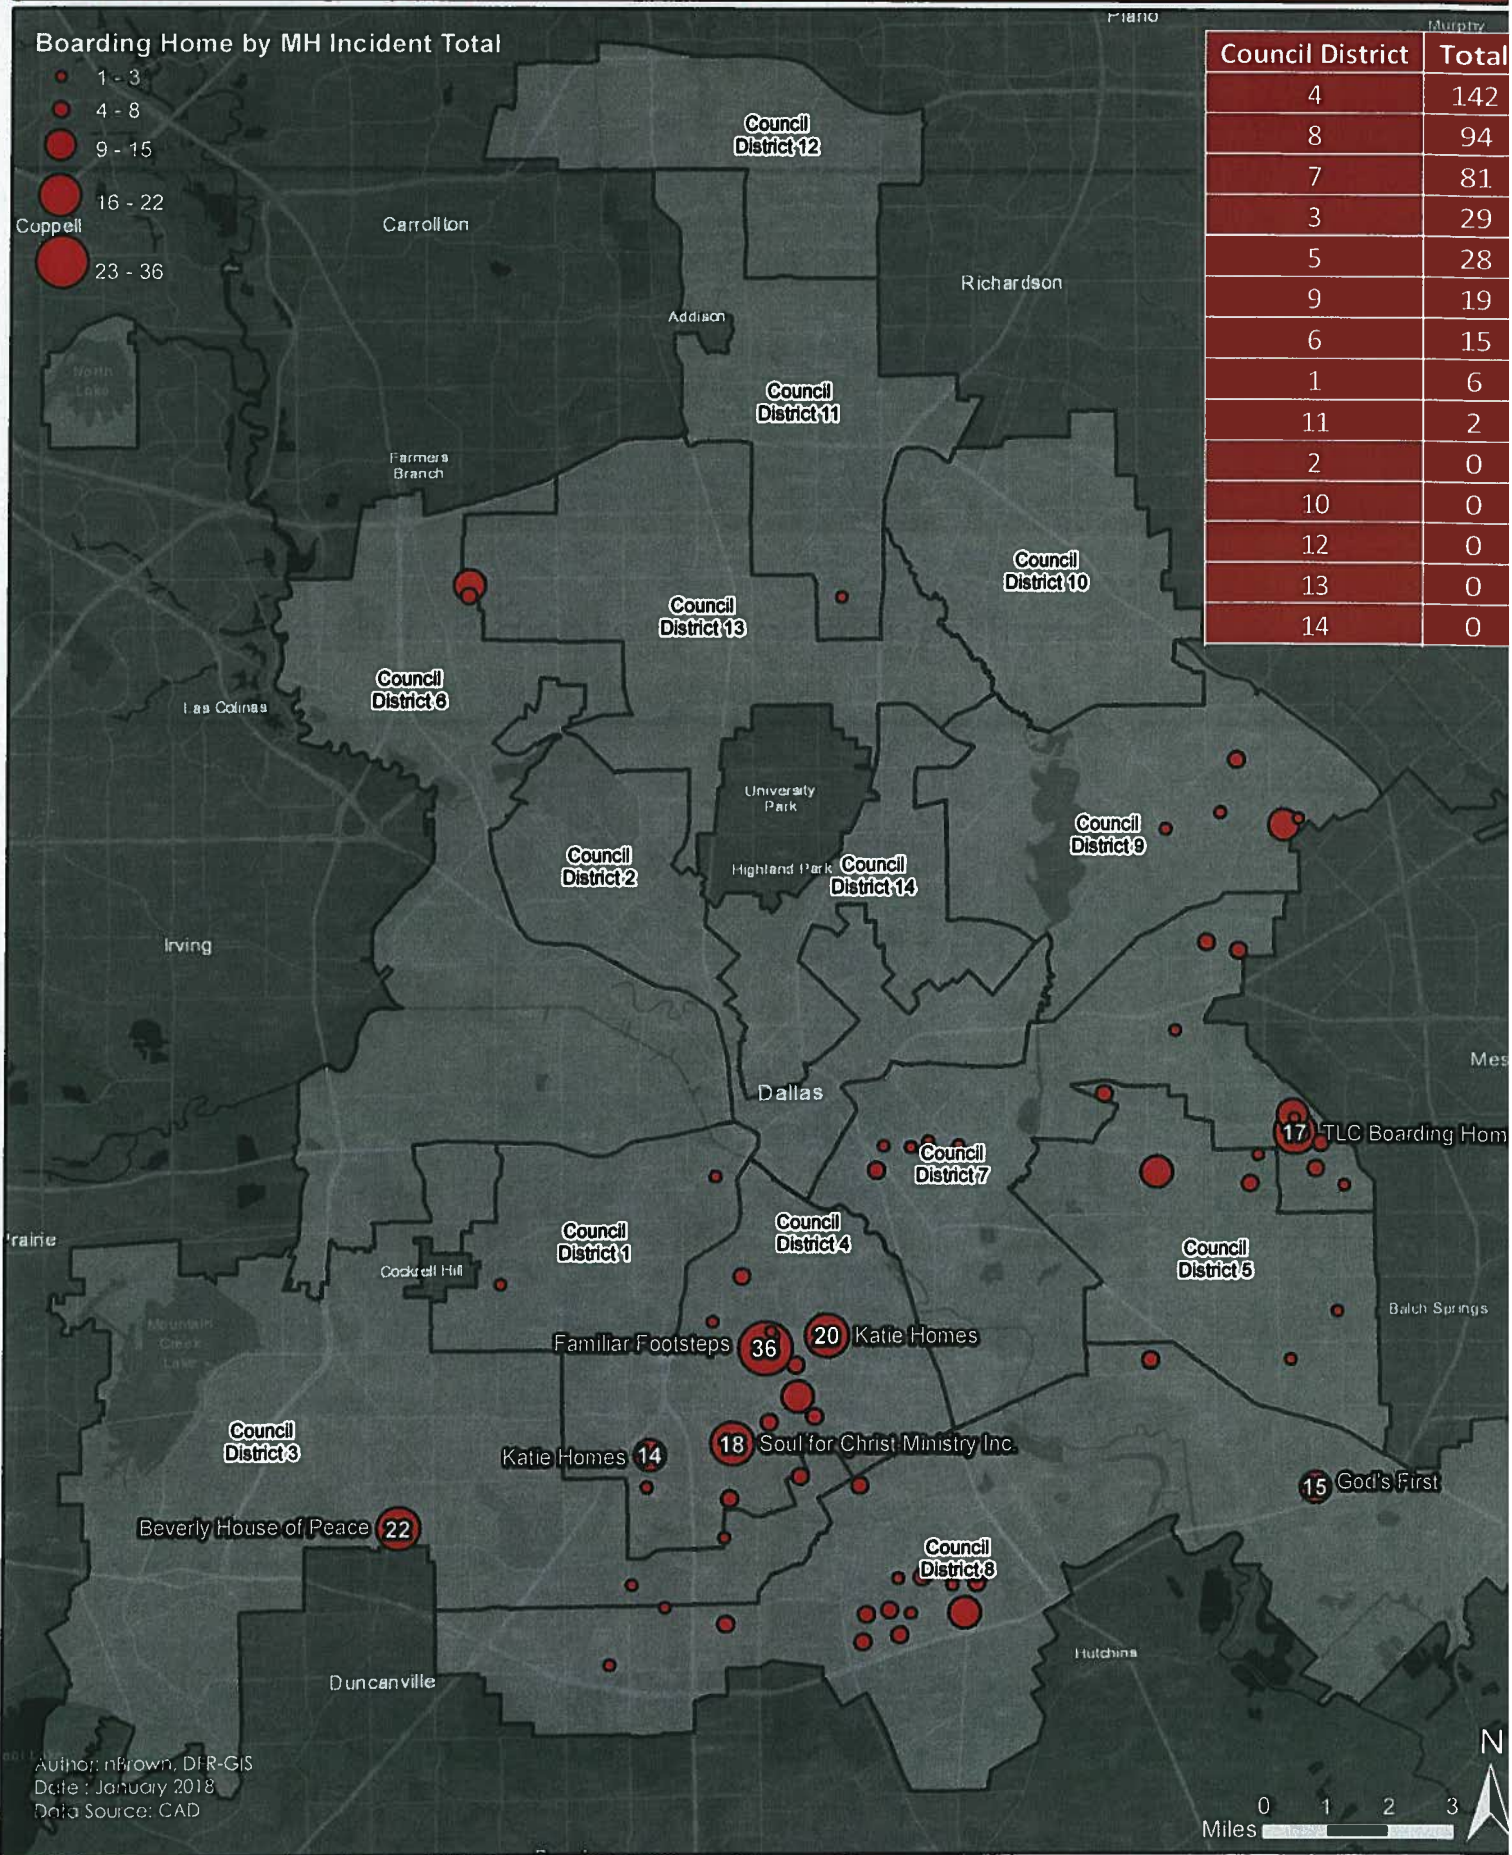 Plano
Murphy
Boarding Home by MH Incident Total
1 - 3
4 - 8
9 - 15
16 - 22
23 - 36
Council District Total
4 142
8 94
7 81
3 29
5 28
9 19
6 15
1 6
11 2
2 0
10 0
12 0
13 0
14 0
Council
District 12
Coppell
Carrollton
Richardson
Addison
North
Lake
Council
District 11
Farmers
Branch
Council
District 10
Council
District 13
Council
District 6
Las Colinas
University
Park
Council
District 9
Council
District 2
Highland Park
Council
District 14
Irving
Mes
Dallas
17 TLC Boarding Hom
Council
District 7
Council
District 4
Council
District 1
rairie
Council
District 5
Cockrell Hill
Mountain
Creek
Lake
Balch Springs
Familiar Footsteps 36
20 Katie Homes
Council
District 3
Katie Homes 14
18 Soul for Christ Ministry Inc.
15 God's First
Beverly House of Peace 22
Council
District 8
Hutchins
Duncanville
Author: nBrown, DFR-GIS
Date : January 2018
Data Source: CAD
N
0 1 2 3
Miles